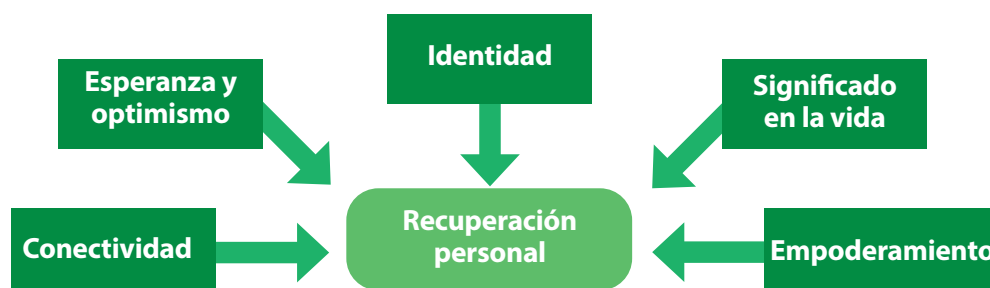 Identidad
Esperanza y
optimismo
Significado
en la vida
Conectividad
Recuperación
personal
Empoderamiento